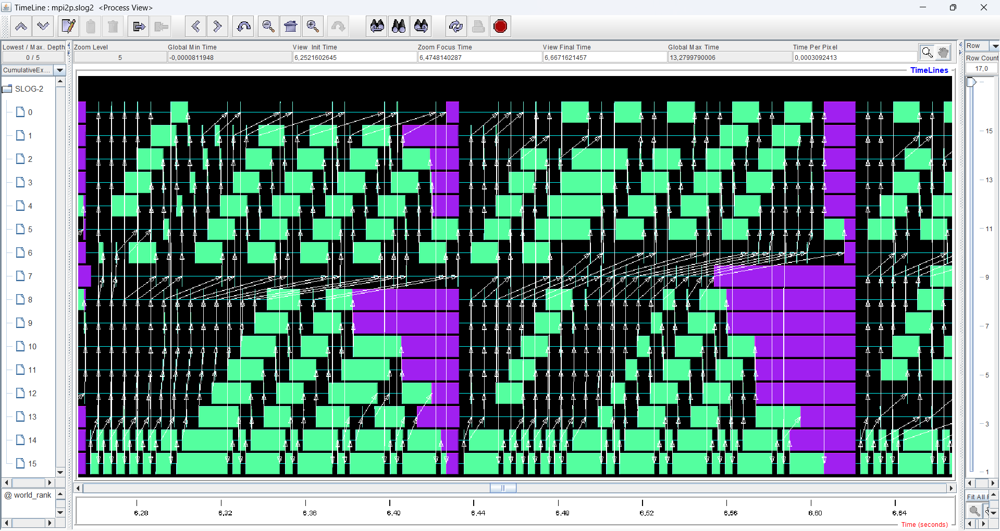 TimeLine : mpi2p.slog2  <Process View>
Lowest / Max. Depth
Zoom Level
Global Min Time
View  Init Time
Zoom Focus Time
View Final Time
Global Max Time
Time Per Pixel
Row
0 / 5
5
-0,0000811948
6,2521602645
6,4748140287
6,6671621457
13,2799790006
0,0003092413
Row Count
17,0
CumulativeEx...
TimeLines
SLOG-2
0
1
2
3
4
5
6
7
8
9
10
11
12
13
14
15
15
13
11
9
7
5
3
1
@ world_rank
Fit All
6,28
6,32
6,36
6,40
6,44
6,48
6,52
6,56
6,60
6,64
Time (seconds)